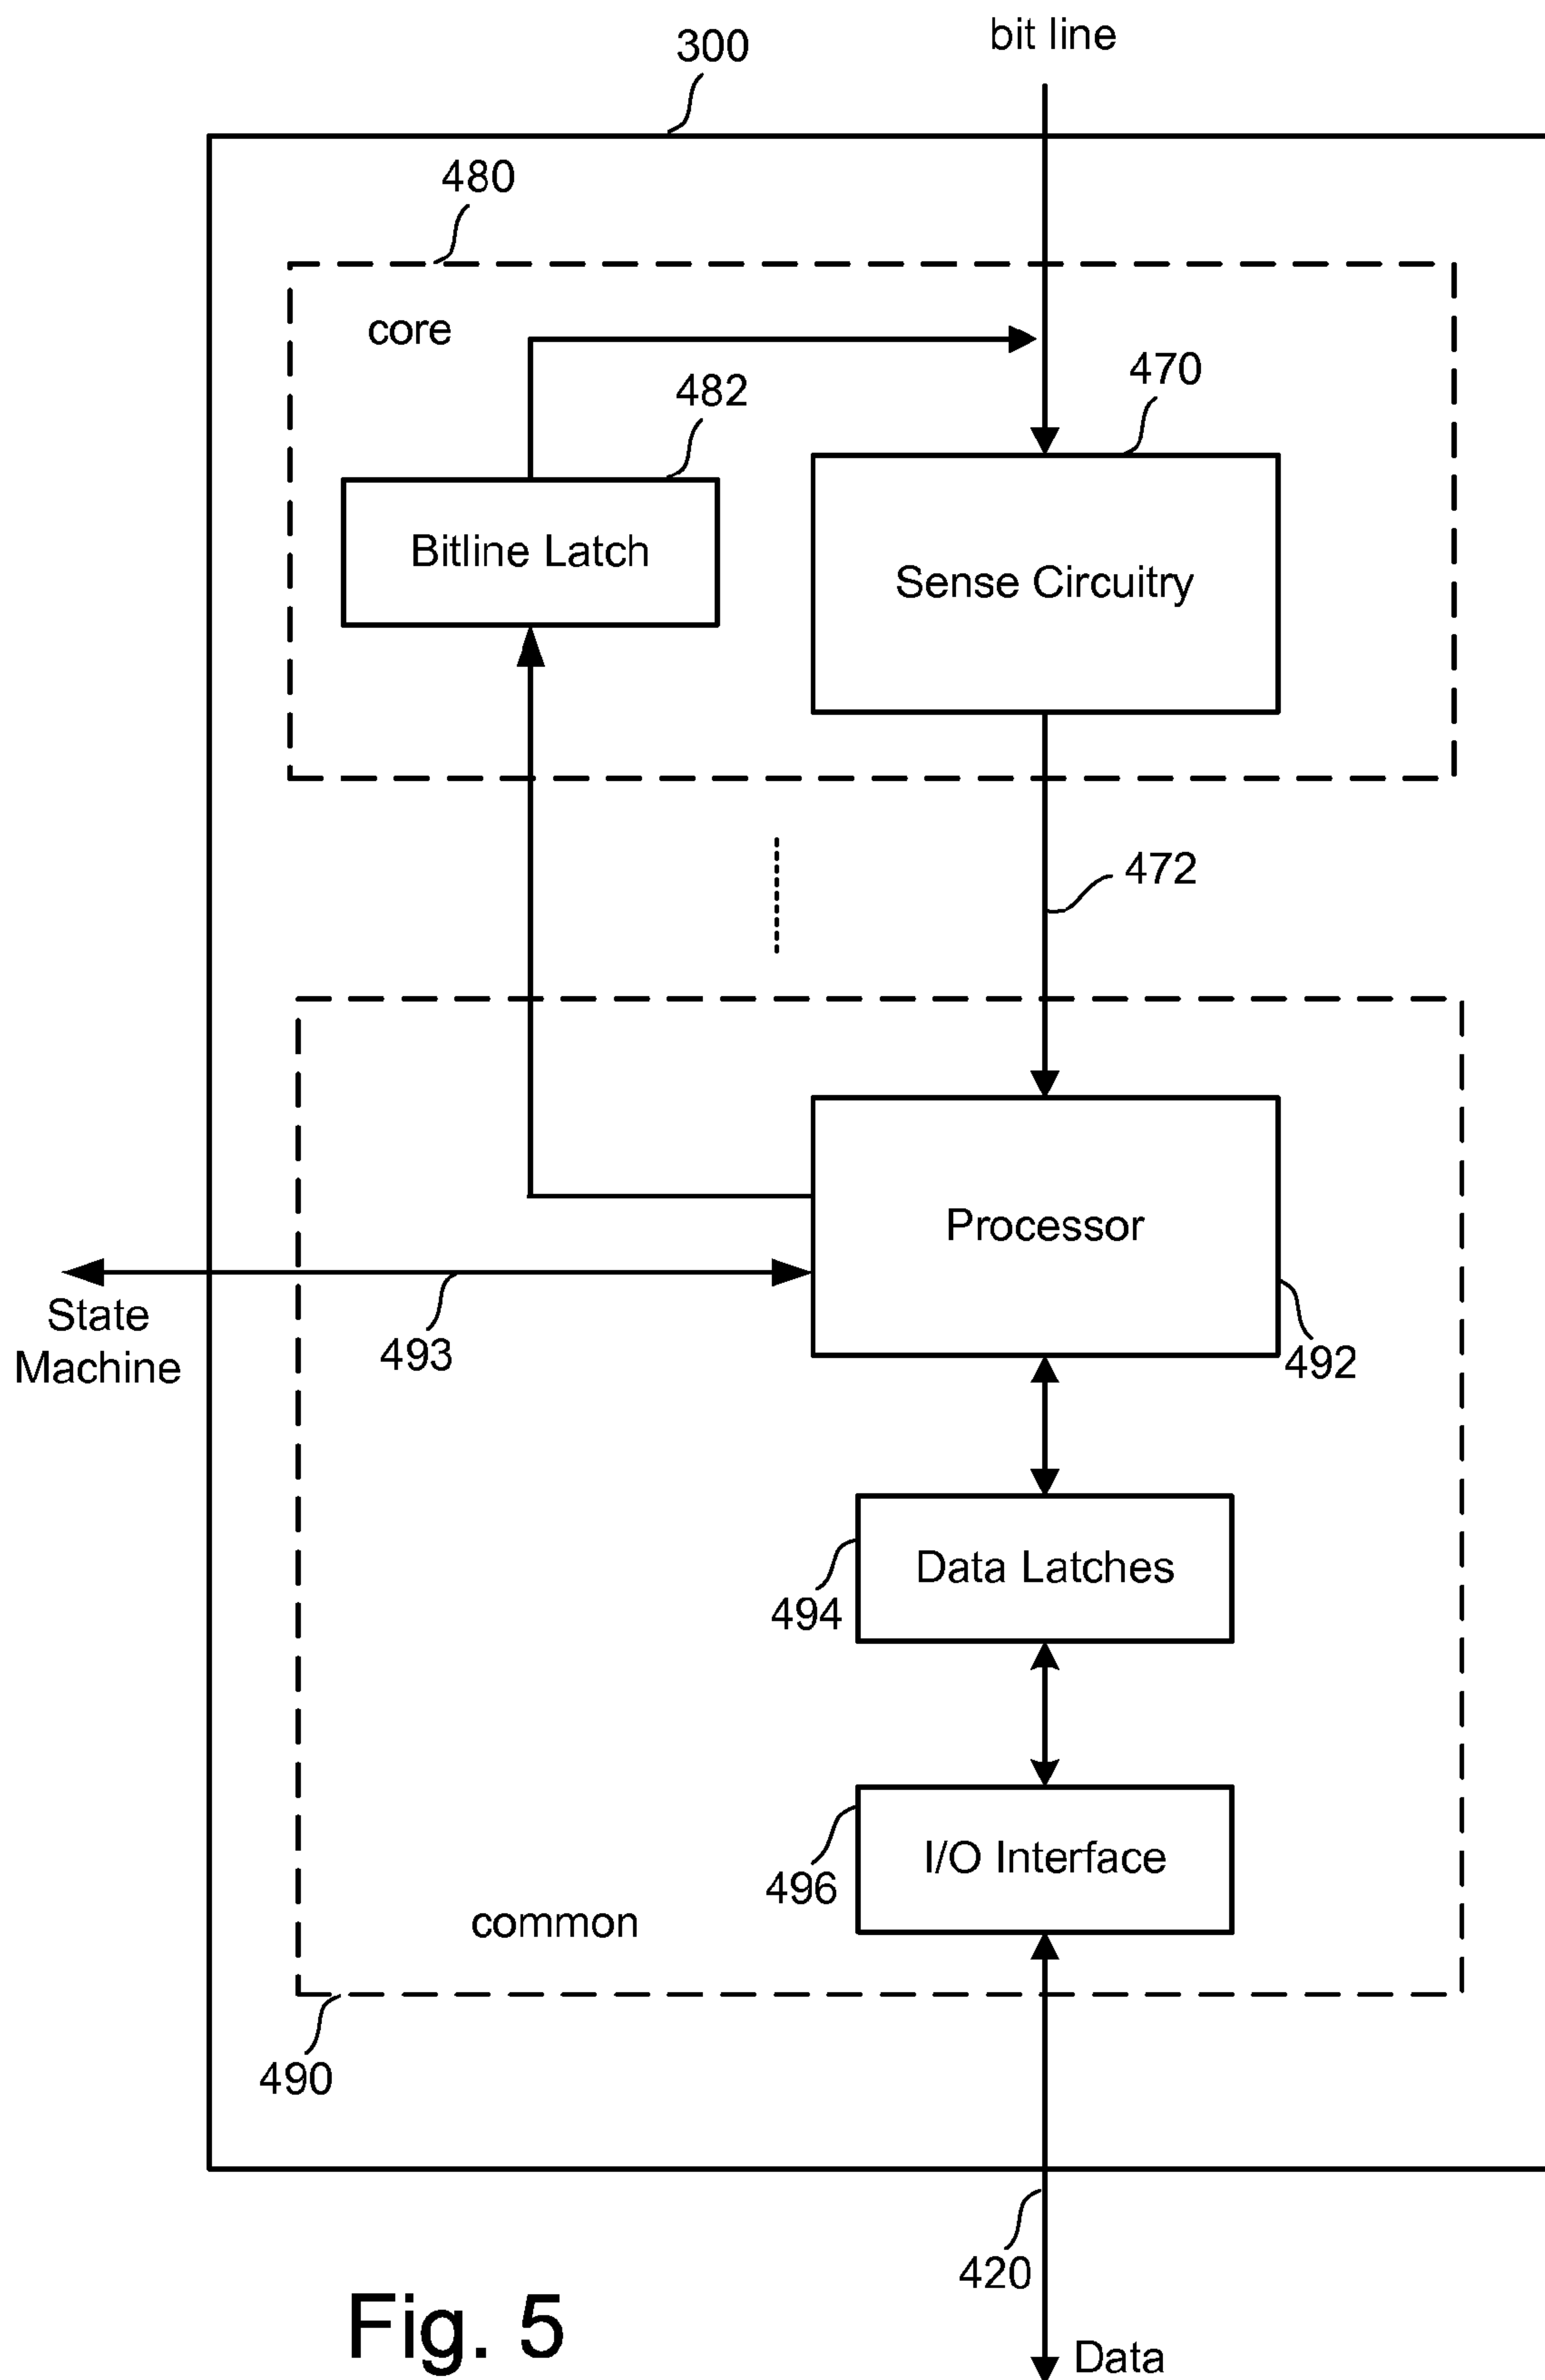 bit line
300
480
core
470
482
Bitline Latch
Sense Circuitry
472
Processor
State
Machine
493
492
Data Latches
494
I/O Interface
496
common
490
420
Fig. 5
Data